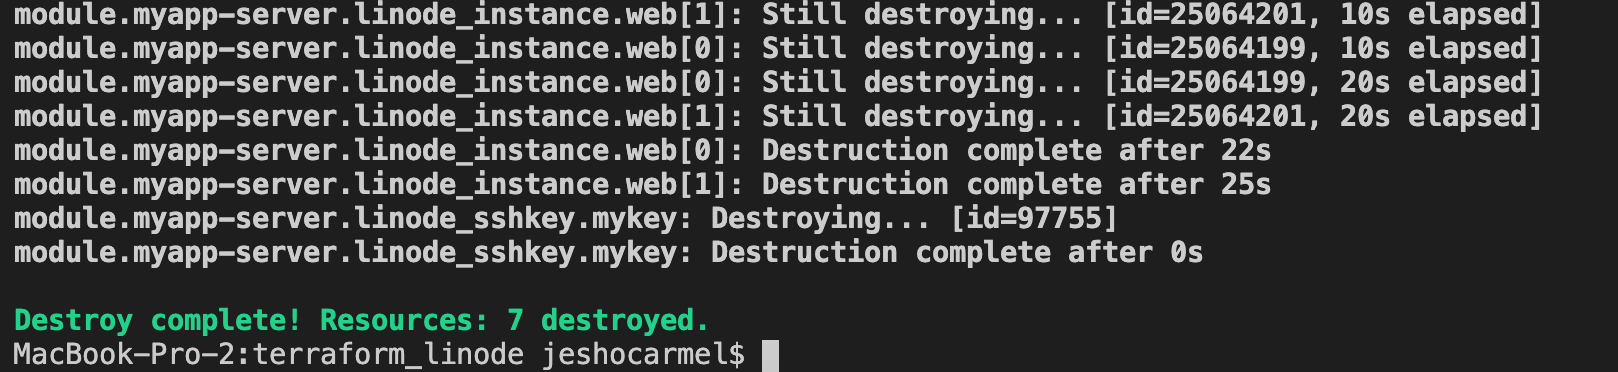 module.myapp-server.linode_instance.web[1]: Still destroying... [id=25064201, 10s elapsed]
module.myapp-server.linode_instance.web[0]: Still destroying... [id=25064199, 10s elapsed]
module.myapp-server.linode_instance.web[0]: Still destroying... [id=25064199, 20s elapsed]
module.myapp-server.linode_instance.web[1]: Still destroying... [id=25064201, 20s elapsed]
module.myapp-server.linode_instance.web[0]: Destruction complete after 22s
module.myapp-server.linode_instance.web[1]: Destruction complete after 25s
module.myapp-server.linode_sshkey.mykey: Destroying... [id=97755]
module.myapp-server.linode_sshkey.mykey: Destruction complete after 0s
Destroy complete! Resources: 7 destroyed.
MacBook-Pro-2:terraform_linode jeshocarmel$